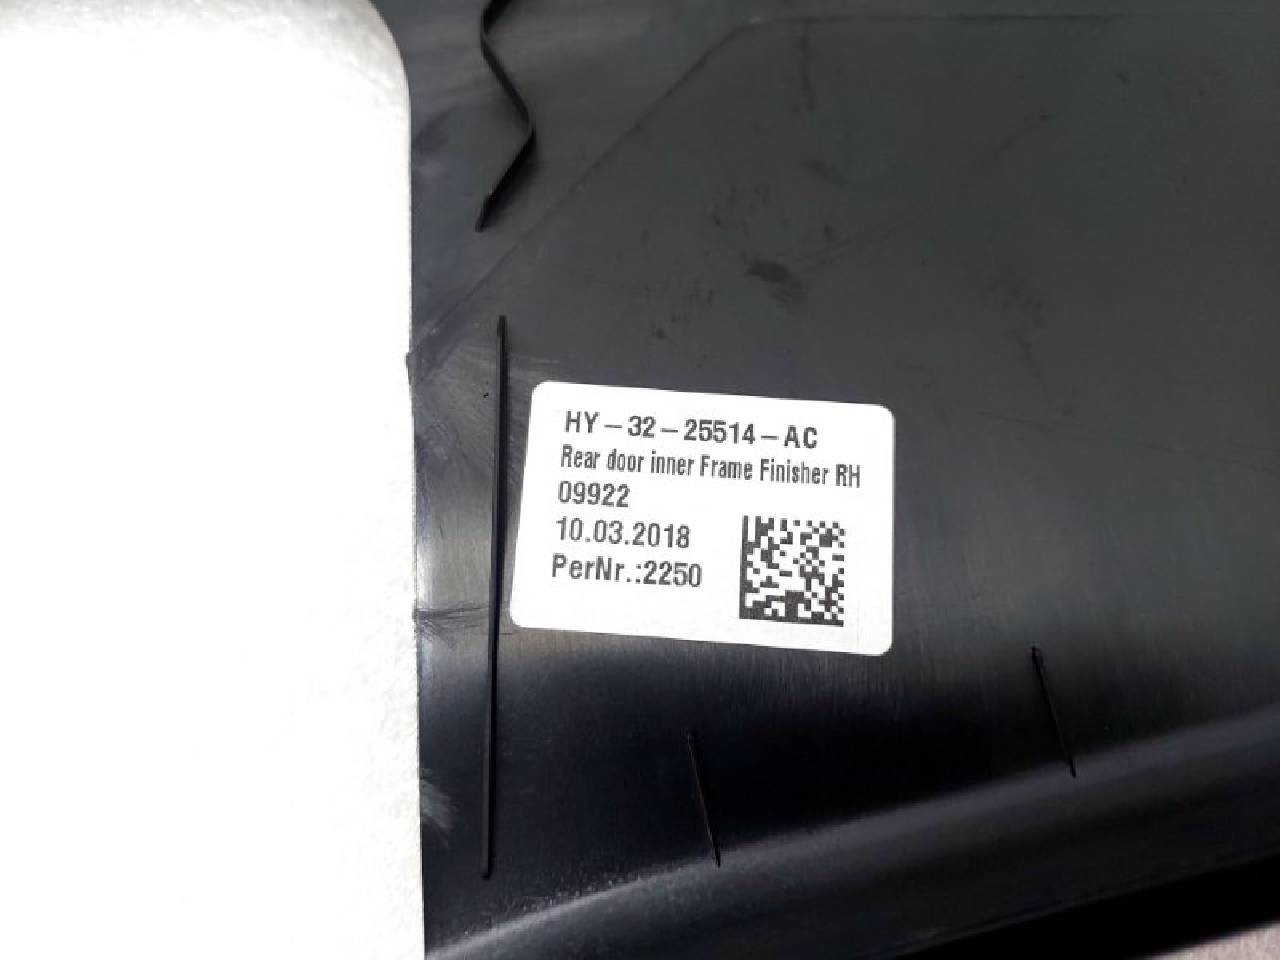 HY-32-25514-AC
Rear door inner Frame Finisher RH
09922
10.03.2018
PerNr.:2250